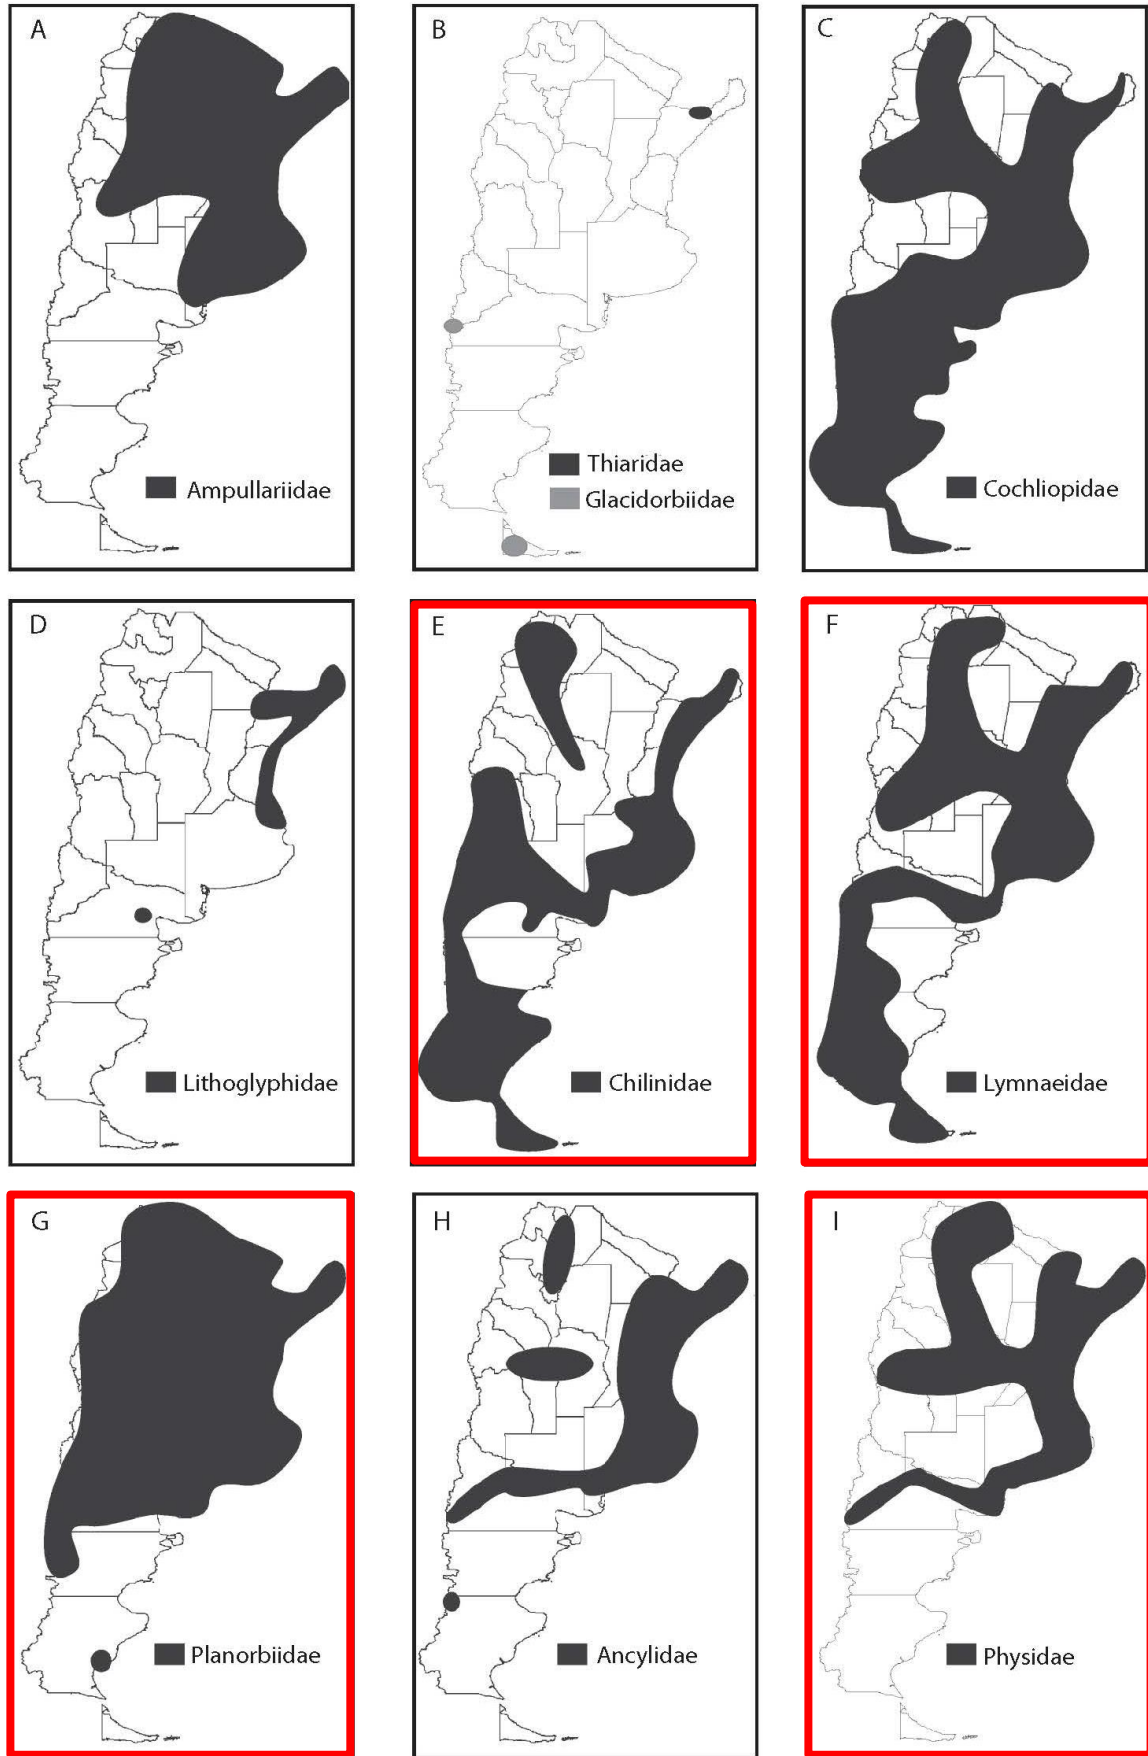 A
Ampullariidae
B
Thiaridae
Glacidorbiidae
C
Cochliopidae
D
Lithoglyphidae
E
Chilinidae
F
Lymnaeidae
G
Planorbiidae
H
Ancylidae
I
Physidae